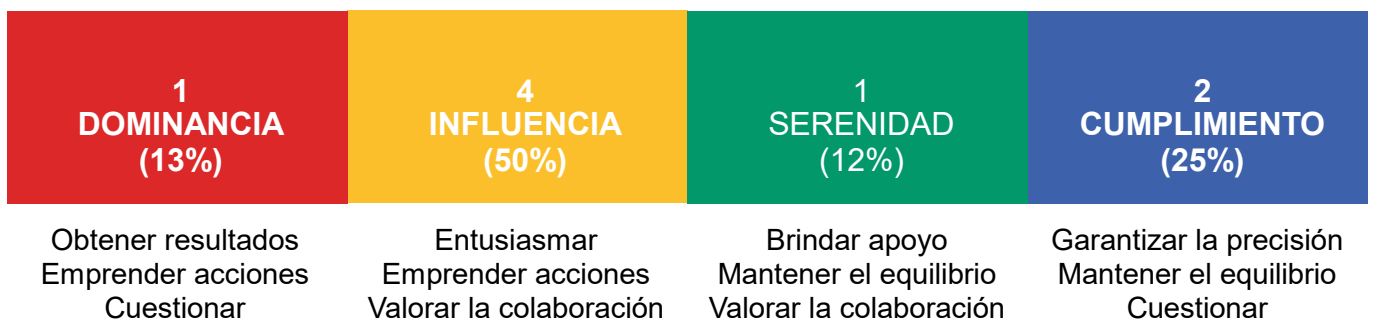 1
DOMINANCIA
(13%)
4
INFLUENCIA
(50%)
1
SERENIDAD
(12%)
2
CUMPLIMIENTO
(25%)
Obtener resultados
Emprender acciones
Cuestionar
Entusiasmar
Emprender acciones
Valorar la colaboración
Brindar apoyo
Mantener el equilibrio
Valorar la colaboración
Garantizar la precisión
Mantener el equilibrio
Cuestionar